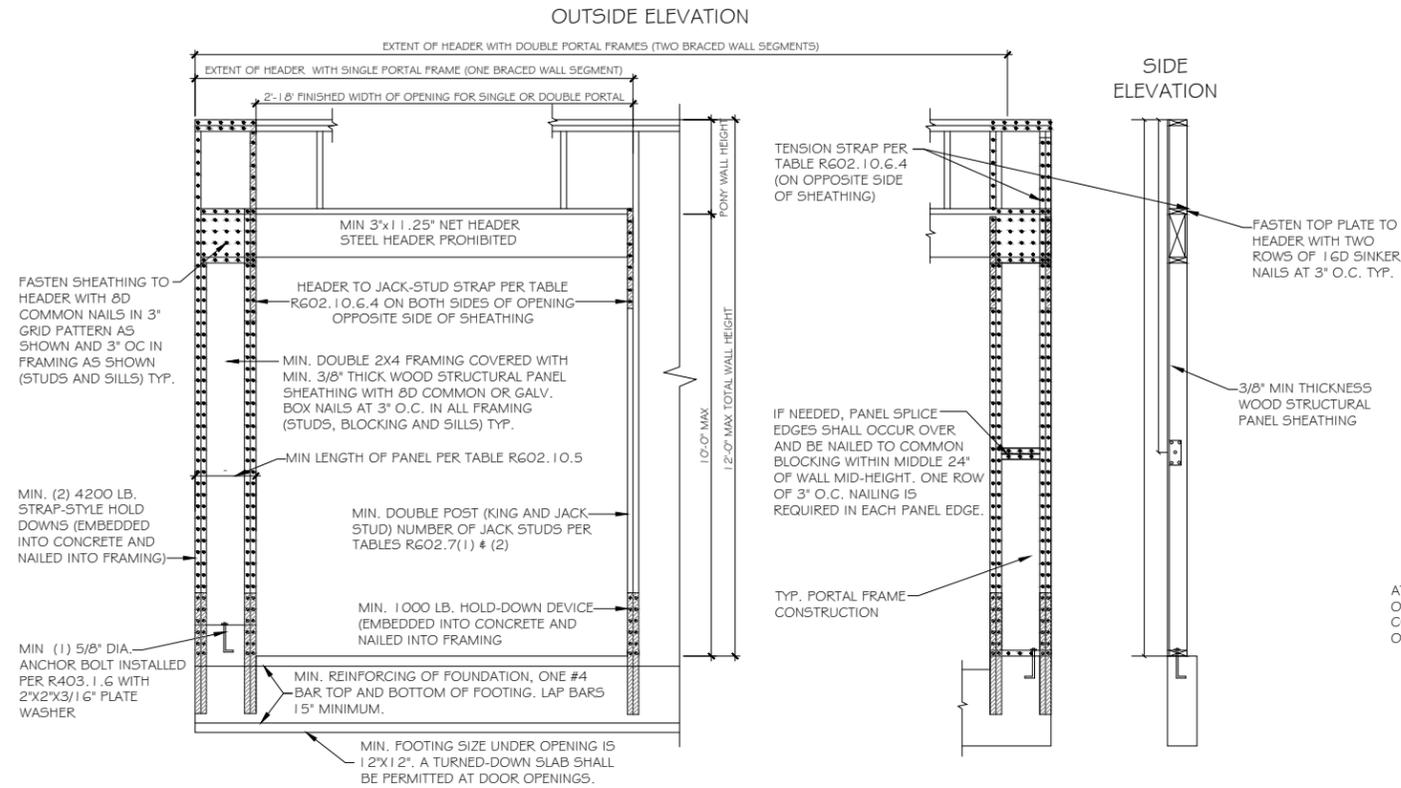 OUTSIDE ELEVATION
EXTENT OF HEADER WITH DOUBLE PORTAL FRAMES (TWO BRACED WALL SEGMENTS)
EXTENT OF HEADER WITH SINGLE PORTAL FRAME (ONE BRACED WALL SEGMENT)
2'-18' FINISHED WIDTH OF OPENING FOR SINGLE OR DOUBLE PORTAL
SIDE
ELEVATION
PONY WALL HEIGHT
10'-0" MAX
12'-0" MAX TOTAL WALL HEIGHT
MIN 3"x11.25" NET HEADER
STEEL HEADER PROHIBITED
FASTEN SHEATHING TO
HEADER WITH 8D
COMMON NAILS IN 3"
GRID PATTERN AS
SHOWN AND 3" OC IN
FRAMING AS SHOWN
(STUDS AND SILLS) TYP.
HEADER TO JACK-STUD STRAP PER TABLE
R602.10.6.4 ON BOTH SIDES OF OPENING
OPPOSITE SIDE OF SHEATHING
MIN. DOUBLE 2X4 FRAMING COVERED WITH
MIN. 3/8" THICK WOOD STRUCTURAL PANEL
SHEATHING WITH 8D COMMON OR GALV.
BOX NAILS AT 3" O.C. IN ALL FRAMING
(STUDS, BLOCKING AND SILLS) TYP.
MIN LENGTH OF PANEL PER TABLE R602.10.5
MIN. (2) 4200 LB.
STRAP-STYLE HOLD
DOWNS (EMBEDDED
INTO CONCRETE AND
NAILED INTO FRAMING)
MIN. DOUBLE POST (KING AND JACK
STUD) NUMBER OF JACK STUDS PER
TABLES R602.7(1) & (2)
MIN. 1000 LB. HOLD-DOWN DEVICE
(EMBEDDED INTO CONCRETE AND
NAILED INTO FRAMING
MIN (1) 5/8" DIA.
ANCHOR BOLT INSTALLED
PER R403.1.6 WITH
2"X2"X3/16" PLATE
WASHER
MIN. REINFORCING OF FOUNDATION, ONE #4
BAR TOP AND BOTTOM OF FOOTING. LAP BARS
15" MINIMUM.
MIN. FOOTING SIZE UNDER OPENING IS
12"X12". A TURNED-DOWN SLAB SHALL
BE PERMITTED AT DOOR OPENINGS.
TENSION STRAP PER
TABLE R602.10.6.4
(ON OPPOSITE SIDE
OF SHEATHING)
FASTEN TOP PLATE TO
HEADER WITH TWO
ROWS OF 16D SINKER
NAILS AT 3" O.C. TYP.
3/8" MIN THICKNESS
WOOD STRUCTURAL
PANEL SHEATHING
IF NEEDED, PANEL SPLICE
EDGES SHALL OCCUR OVER
AND BE NAILED TO COMMON
BLOCKING WITHIN MIDDLE 24"
OF WALL MID-HEIGHT. ONE ROW
OF 3" O.C. NAILING IS
REQUIRED IN EACH PANEL EDGE.
TYP. PORTAL FRAME
CONSTRUCTION